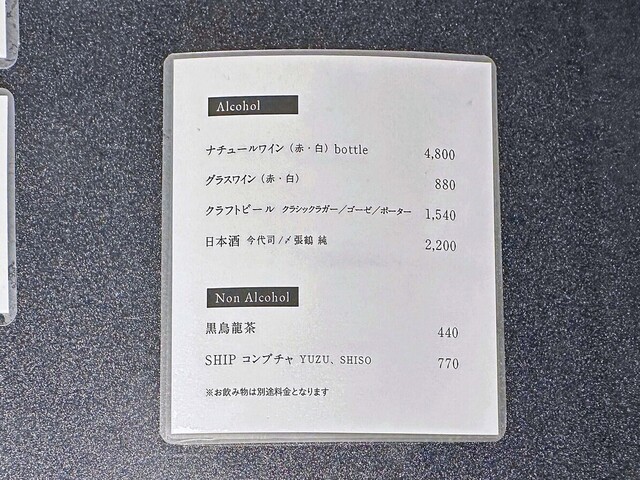 Alcohol
ナチュールワイン（赤・白）bottle 4,800
グラスワイン（赤・白） 880
クラフトビール クラシックラガー／ゴーゼ／ポーター 1,540
日本酒 今代司／〆張鶴 純 2,200
Non Alcohol
黒烏龍茶 440
SHIP コンブチャ YUZU、SHISO 770
※お飲み物は別途料金となります